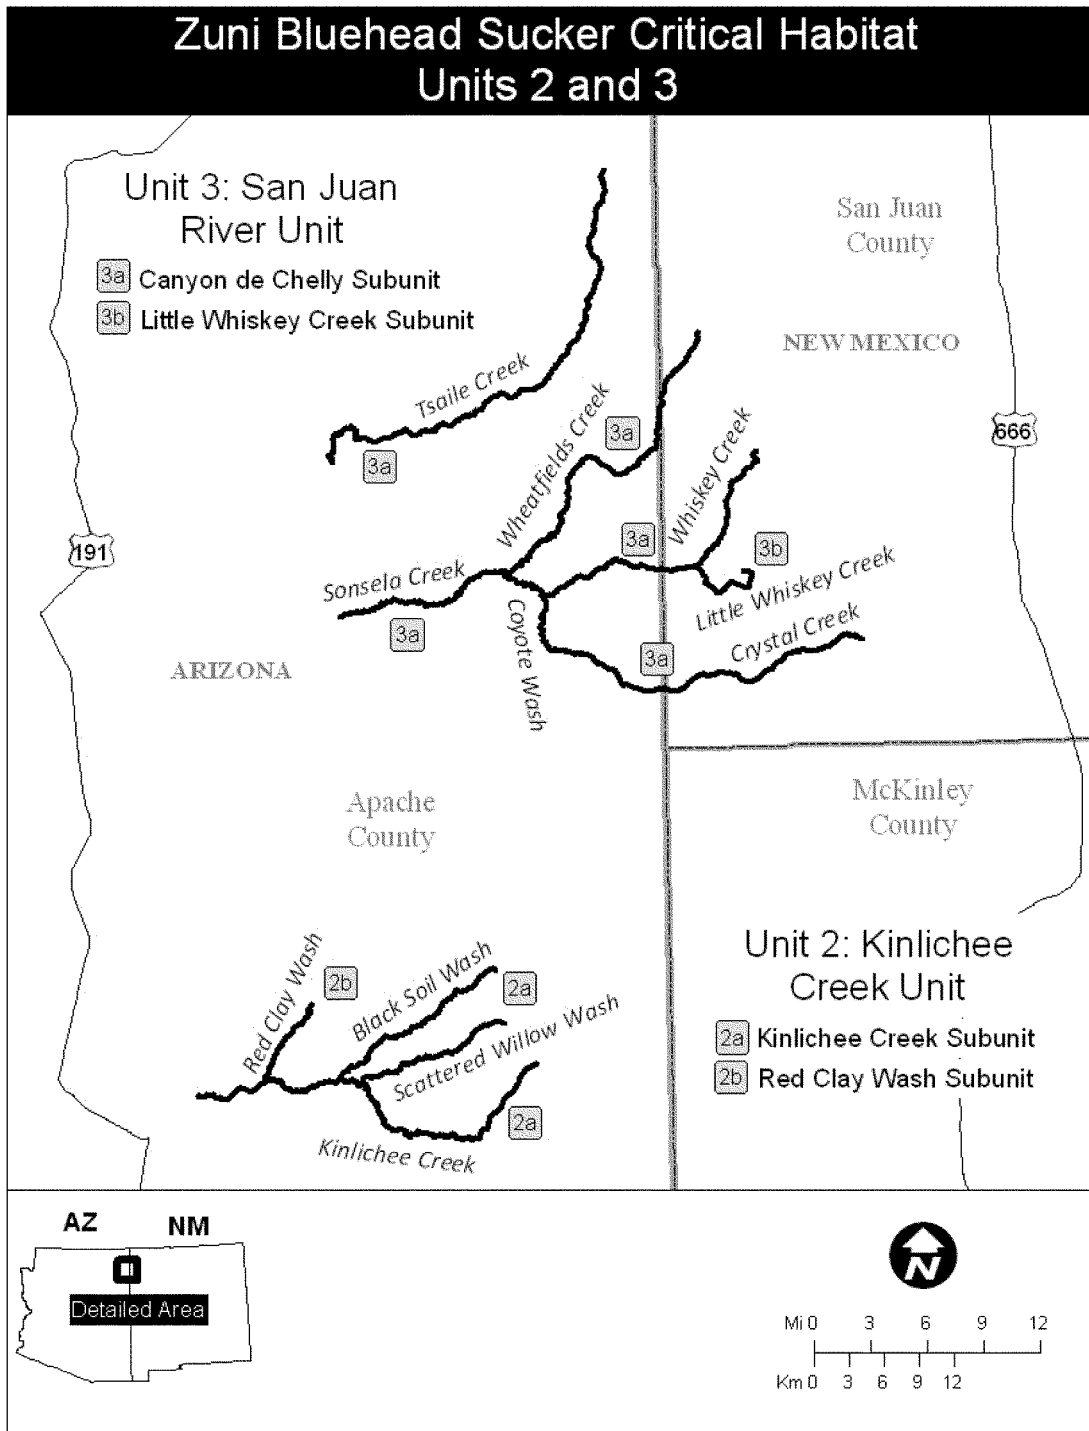 Zuni Bluehead Sucker Critical Habitat
Units 2 and 3
Unit 3: San Juan
River Unit
3a Canyon de Chelly Subunit
3b Little Whiskey Creek Subunit
San Juan
County
NEW MEXICO
Tsaile Creek
3a
Wheatfields Creek
3a
Whiskey Creek
666
191
3a
3b
Sonsela Creek
3a
Coyote Wash
Little Whiskey Creek
Crystal Creek
3a
ARIZONA
Apache
County
McKinley
County
Red Clay Wash
2b
Black Soil Wash
2a
Scattered Willow Wash
Kinlichee Creek
2a
Unit 2: Kinlichee
Creek Unit
2a Kinlichee Creek Subunit
2b Red Clay Wash Subunit
AZ NM
Detailed Area
N
Mi 0 3 6 9 12
Km 0 3 6 9 12